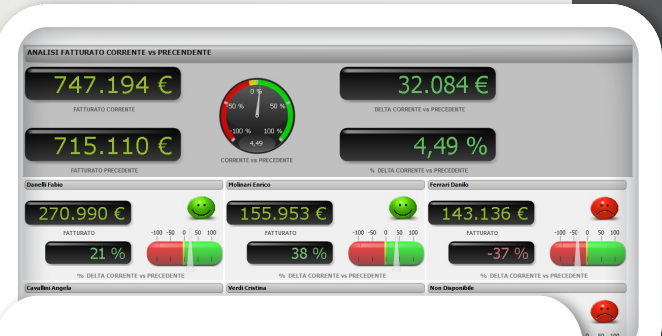 ANALISI FATTURATO CORRENTE vs PRECENDENTE
747.194 €
FATTURATO CORRENTE
715.110 €
FATTURATO PRECEDENTE
0 %
-50 % 50 %
-100 % 100 %
4,49
CORRENTE vs PRECEDENTE
32.084 €
DELTA CORRENTE vs PRECEDENTE
4,49 %
% DELTA CORRENTE vs PRECEDENTE
Danelli Fabio
270.990 €
FATTURATO
-100 -50 0 50 100
21 %
% DELTA CORRENTE vs PRECEDENTE
Molinari Enrico
155.953 €
FATTURATO
-100 -50 0 50 100
38 %
% DELTA CORRENTE vs PRECEDENTE
Ferrari Danilo
143.136 €
FATTURATO
-100 -50 0 50 100
-37 %
% DELTA CORRENTE vs PRECEDENTE
Cavallini Angela
Verdi Cristina
Non Disponibile
0 50 100